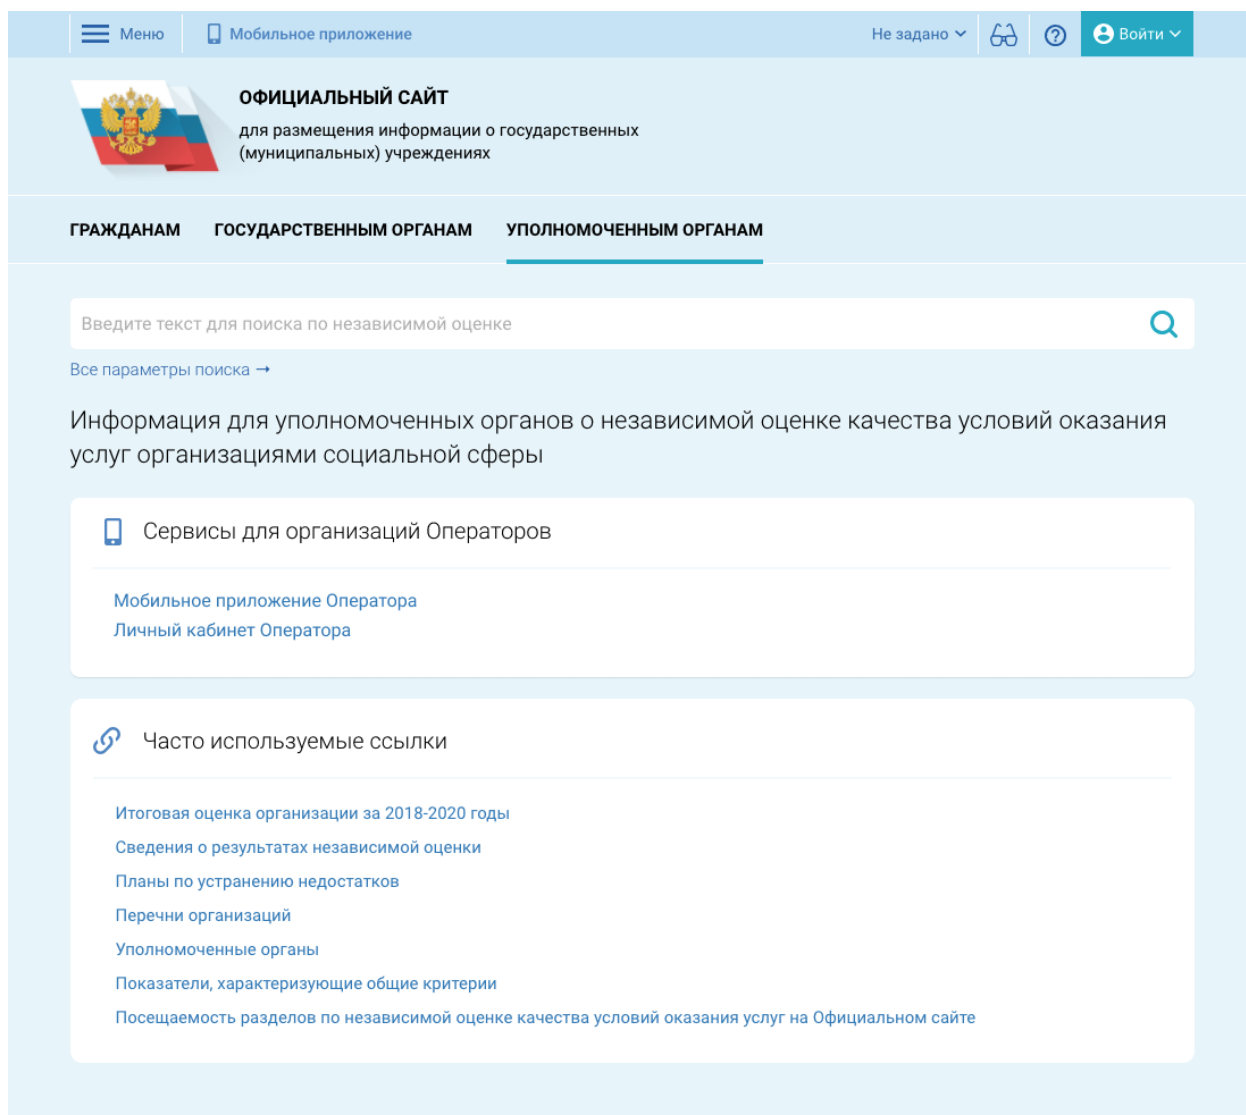 Меню
Мобильное приложение
Не задано
Войти
ОФИЦИАЛЬНЫЙ САЙТ
для размещения информации о государственных
(муниципальных) учреждениях
ГРАЖДАНАМ
ГОСУДАРСТВЕННЫМ ОРГАНАМ
УПОЛНОМОЧЕННЫМ ОРГАНАМ
Введите текст для поиска по независимой оценке
Все параметры поиска →
Информация для уполномоченных органов о независимой оценке качества условий оказания
услуг организациями социальной сферы
Сервисы для организаций Операторов
Мобильное приложение Оператора
Личный кабинет Оператора
Часто используемые ссылки
Итоговая оценка организации за 2018-2020 годы
Сведения о результатах независимой оценки
Планы по устранению недостатков
Перечни организаций
Уполномоченные органы
Показатели, характеризующие общие критерии
Посещаемость разделов по независимой оценке качества условий оказания услуг на Официальном сайте